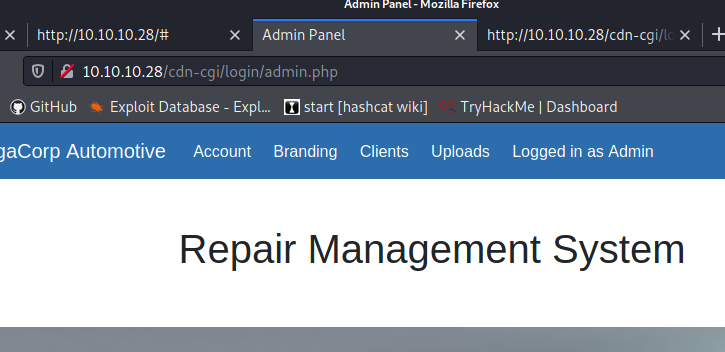 Admin Panel - Mozilla Firefox
http://10.10.10.28/# Admin Panel http://10.10.10.28/cdn-cgi/lo
10.10.10.28/cdn-cgi/login/admin.php
GitHub Exploit Database - Expl... start [hashcat wiki] TryHackMe | Dashboard
gaCorp Automotive Account Branding Clients Uploads Logged in as Admin
Repair Management System